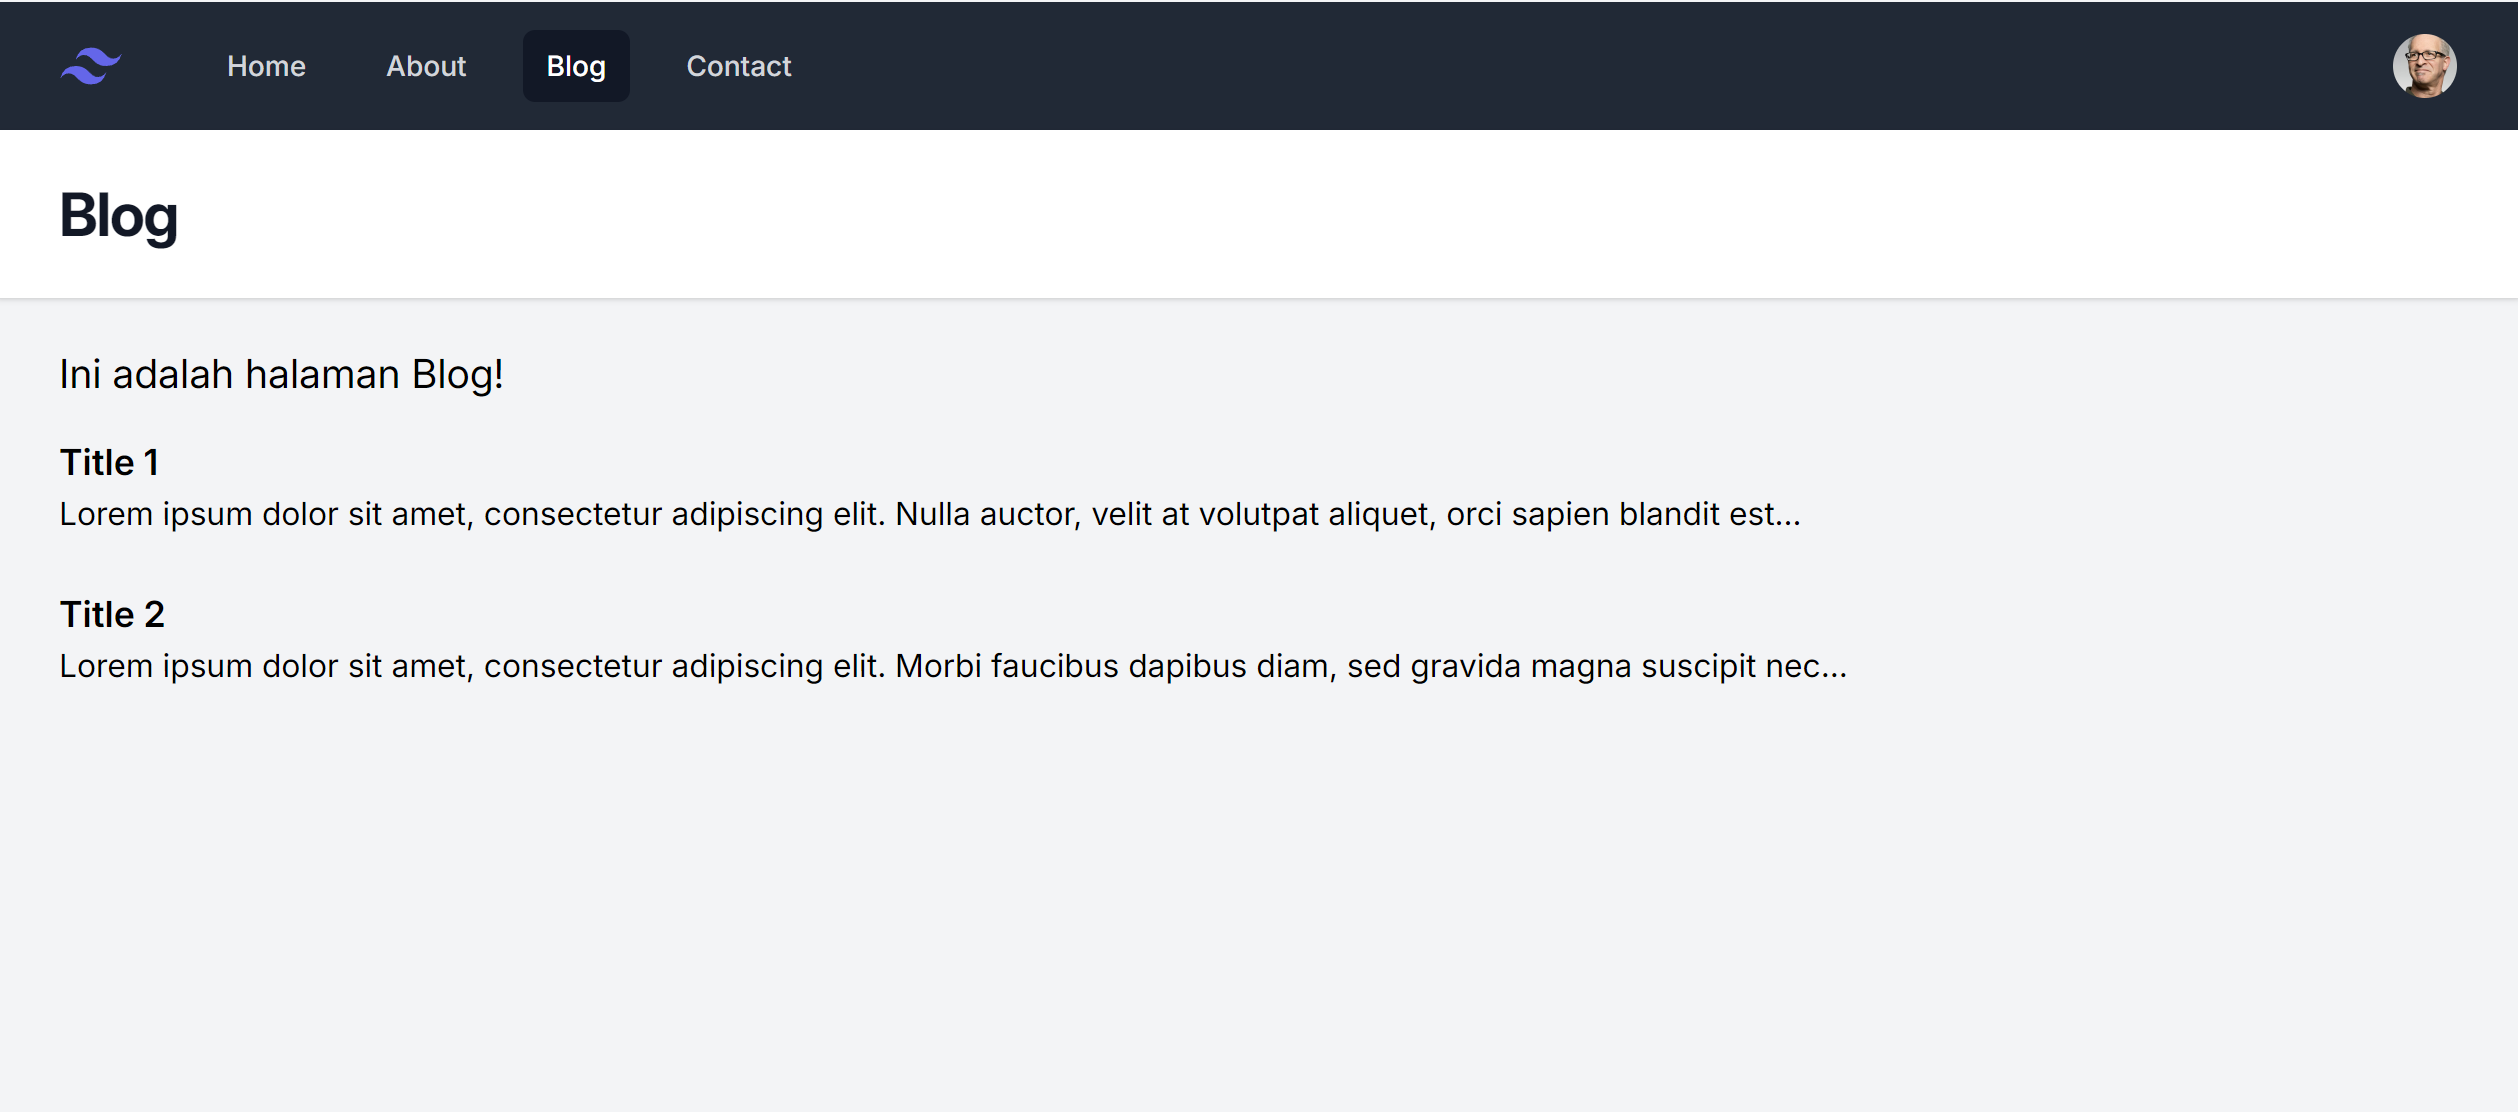 Home
About
Blog
Contact
Blog
Ini adalah halaman Blog!
Title 1
Lorem ipsum dolor sit amet, consectetur adipiscing elit. Nulla auctor, velit at volutpat aliquet, orci sapien blandit est...
Title 2
Lorem ipsum dolor sit amet, consectetur adipiscing elit. Morbi faucibus dapibus diam, sed gravida magna suscipit nec...